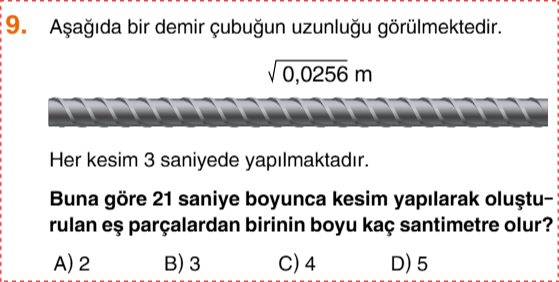 9. Aşağıda bir demir çubuğun uzunluğu görülmektedir.
√0,0256 m
Her kesim 3 saniyede yapılmaktadır.
Buna göre 21 saniye boyunca kesim yapılarak oluştu-
rulan eş parçalardan birinin boyu kaç santimetre olur?
A) 2 B) 3 C) 4 D) 5